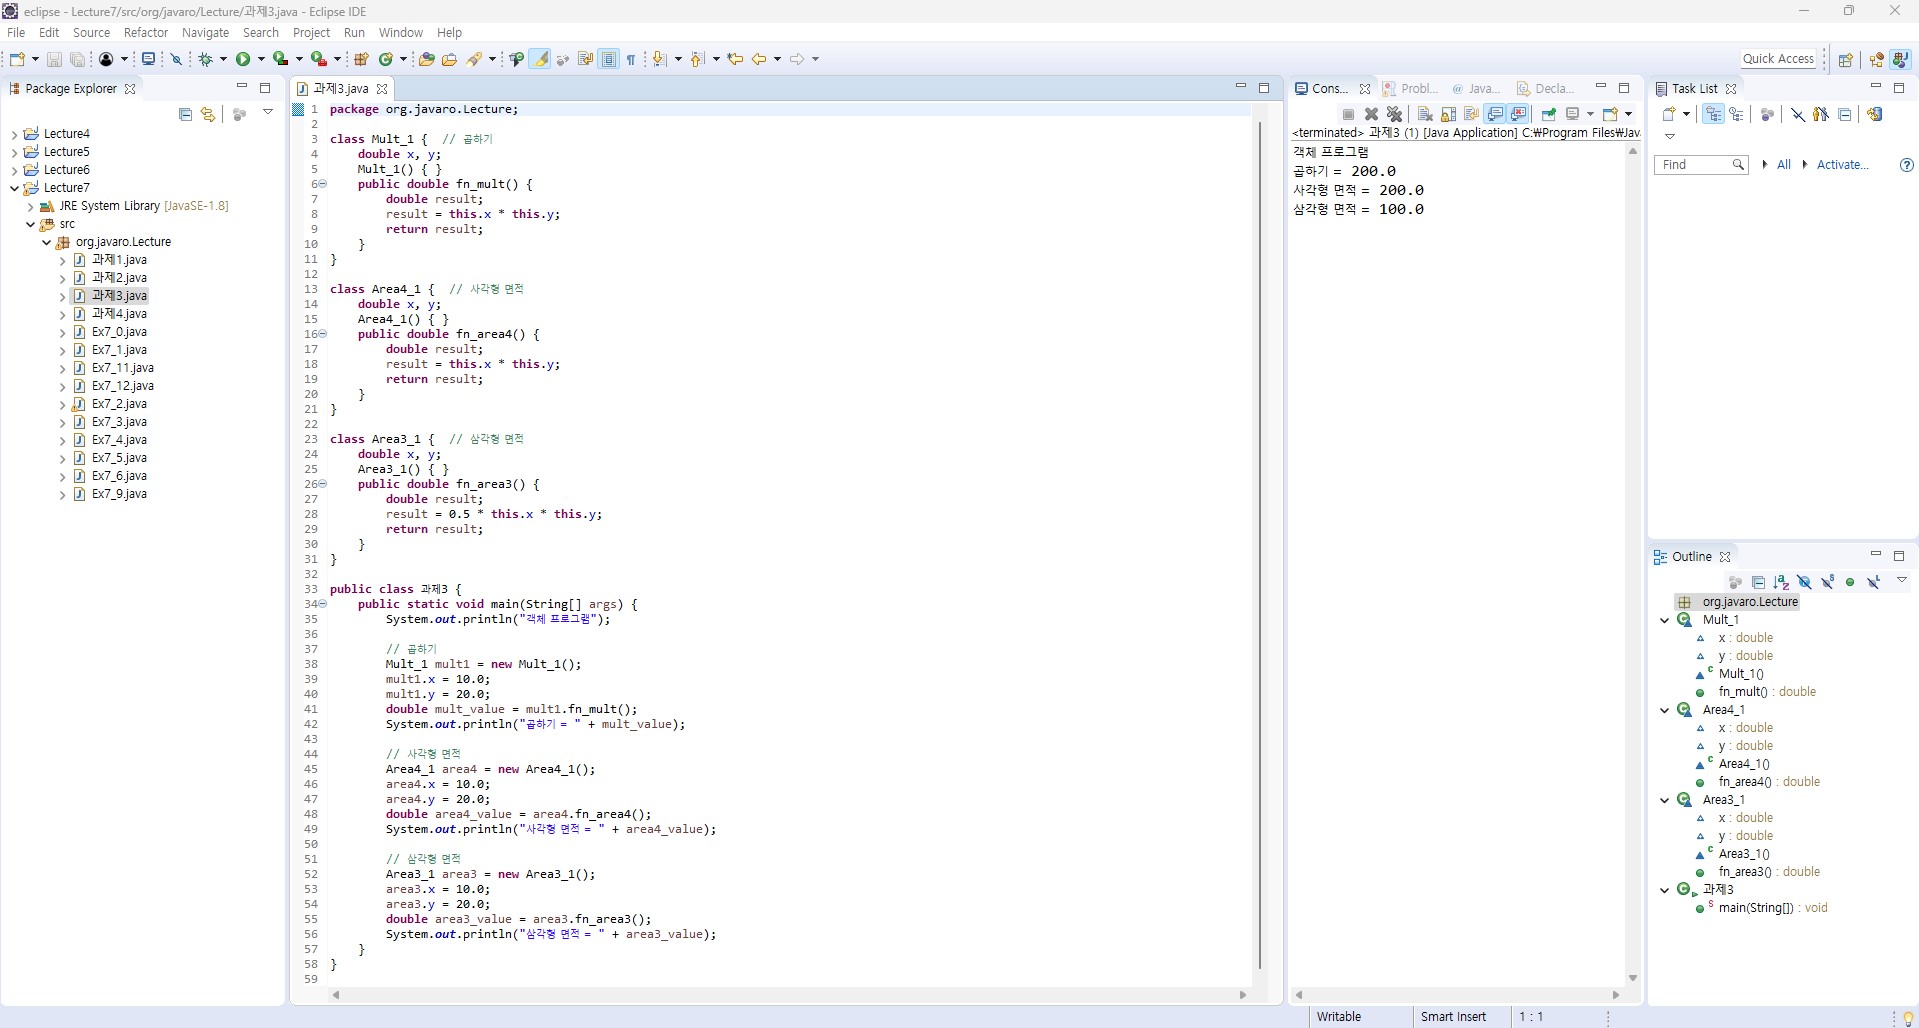 eclipse - Lecture7/src/org/javaro/Lecture/과제3.java - Eclipse IDE
File Edit Source Refactor Navigate Search Project Run Window Help
Quick Access
Package Explorer
Lecture4
Lecture5
Lecture6
Lecture7
JRE System Library [JavaSE-1.8]
src
org.javaro.Lecture
과제1.java
과제2.java
과제3.java
과제4.java
Ex7_0.java
Ex7_1.java
Ex7_11.java
Ex7_12.java
Ex7_2.java
Ex7_3.java
Ex7_4.java
Ex7_5.java
Ex7_6.java
Ex7_9.java
과제3.java
1 package org.javaro.Lecture;
2
3 class Mult_1 { // 곱하기
4 double x, y;
5 Mult_1() { }
6 public double fn_mult() {
7 double result;
8 result = this.x * this.y;
9 return result;
10 }
11 }
12
13 class Area4_1 { // 사각형 면적
14 double x, y;
15 Area4_1() { }
16 public double fn_area4() {
17 double result;
18 result = this.x * this.y;
19 return result;
20 }
21 }
22
23 class Area3_1 { // 삼각형 면적
24 double x, y;
25 Area3_1() { }
26 public double fn_area3() {
27 double result;
28 result = 0.5 * this.x * this.y;
29 return result;
30 }
31 }
32
33 public class 과제3 {
34 public static void main(String[] args) {
35 System.out.println("객체 프로그램");
36
37 // 곱하기
38 Mult_1 mult1 = new Mult_1();
39 mult1.x = 10.0;
40 mult1.y = 20.0;
41 double mult_value = mult1.fn_mult();
42 System.out.println("곱하기 = " + mult_value);
43
44 // 사각형 면적
45 Area4_1 area4 = new Area4_1();
46 area4.x = 10.0;
47 area4.y = 20.0;
48 double area4_value = area4.fn_area4();
49 System.out.println("사각형 면적 = " + area4_value);
50
51 // 삼각형 면적
52 Area3_1 area3 = new Area3_1();
53 area3.x = 10.0;
54 area3.y = 20.0;
55 double area3_value = area3.fn_area3();
56 System.out.println("삼각형 면적 = " + area3_value);
57 }
58 }
59
Cons... Probl... @ Java... Decla...
<terminated> 과제3 (1) [Java Application] C:₩Program Files₩Jav
객체 프로그램
곱하기 = 200.0
사각형 면적 = 200.0
삼각형 면적 = 100.0
Task List
Find All Activate...
Outline
org.javaro.Lecture
Mult_1
x : double
y : double
Mult_1()
fn_mult() : double
Area4_1
x : double
y : double
Area4_1()
fn_area4() : double
Area3_1
x : double
y : double
Area3_1()
fn_area3() : double
과제3
main(String[]) : void
Writable Smart Insert 1 : 1